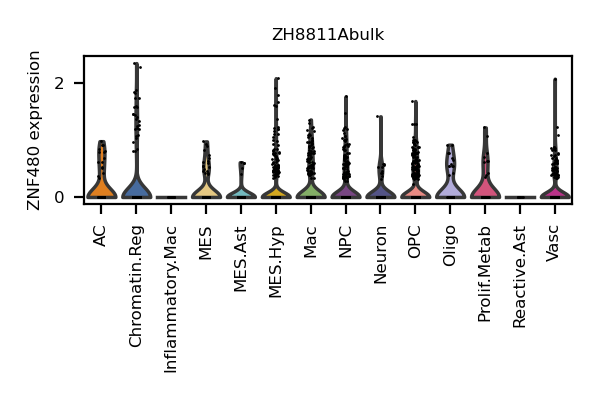 ZH8811Abulk
ZNF480 expression
2
0
AC
Chromatin.Reg
Inflammatory.Mac
MES
MES.Ast
MES.Hyp
Mac
NPC
Neuron
OPC
Oligo
Prolif.Metab
Reactive.Ast
Vasc